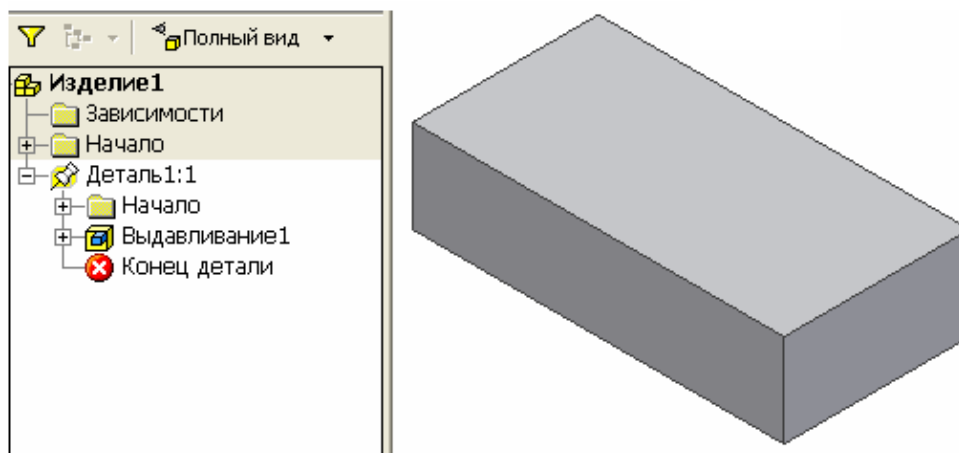 Полный вид
Изделие1
Зависимости
Начало
Деталь1:1
Начало
Выдавливание1
Конец детали